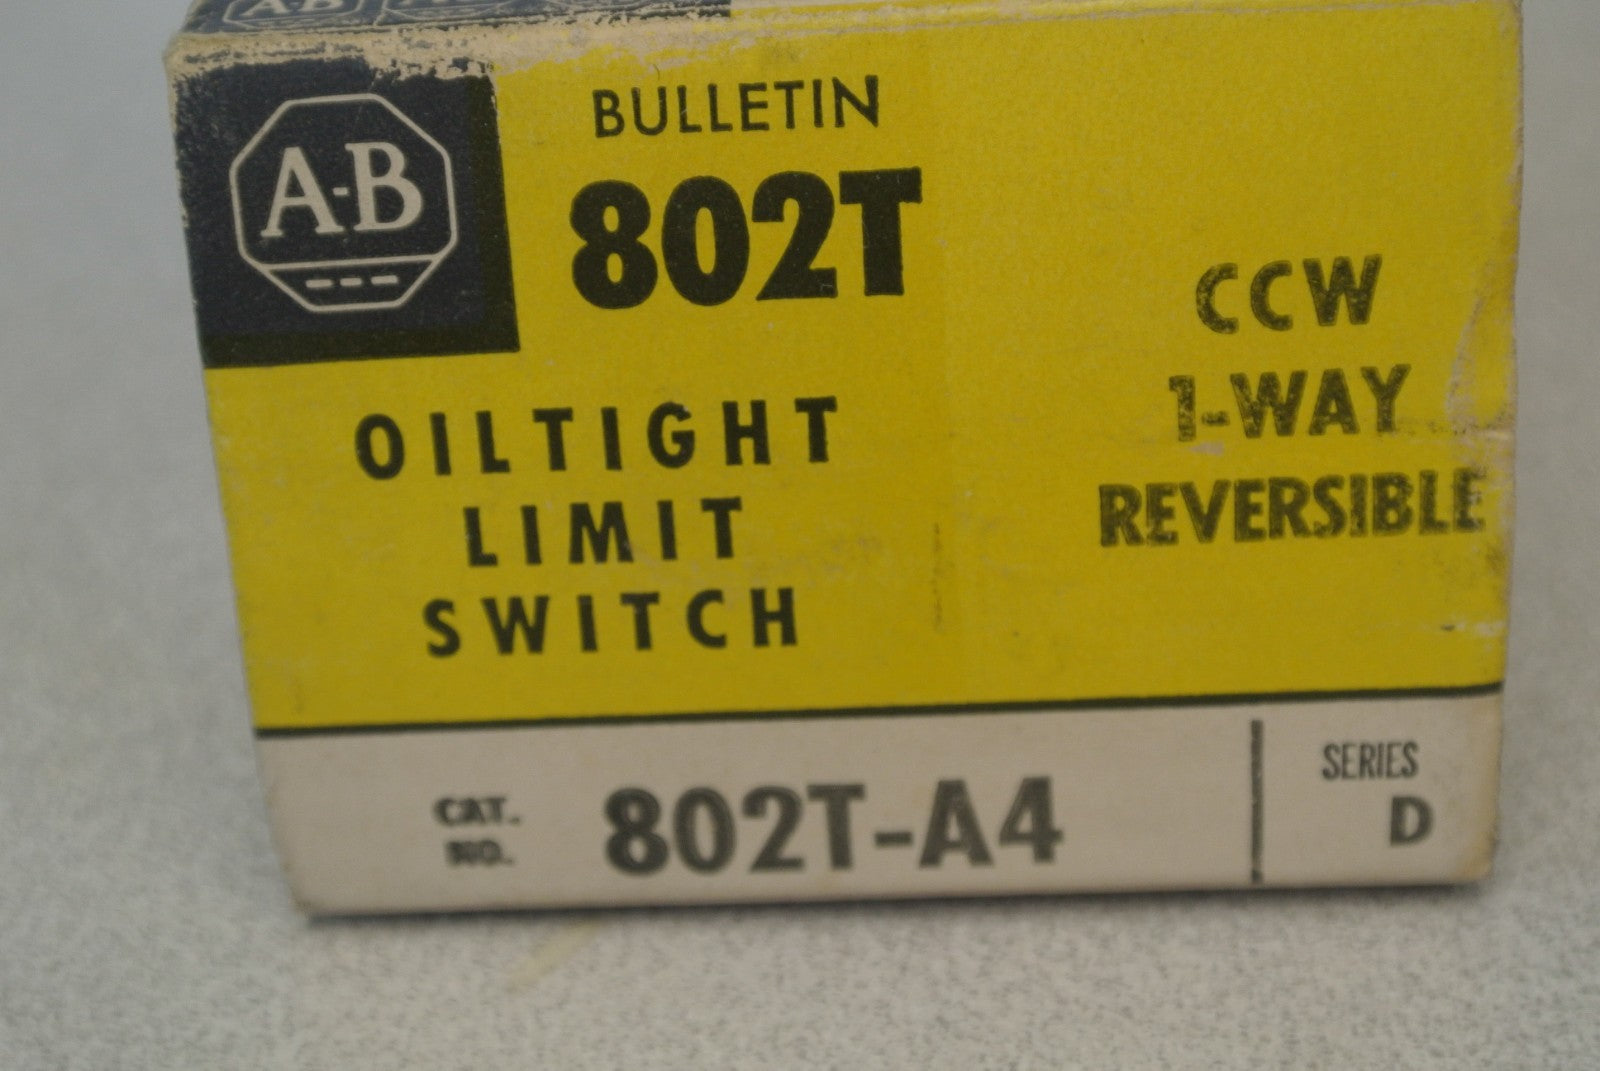 A-B
BULLETIN
802T
OILTIGHT
LIMIT
SWITCH
CCW
1-WAY
REVERSIBLE
CAT.
NO.
802T-A4
SERIES
D